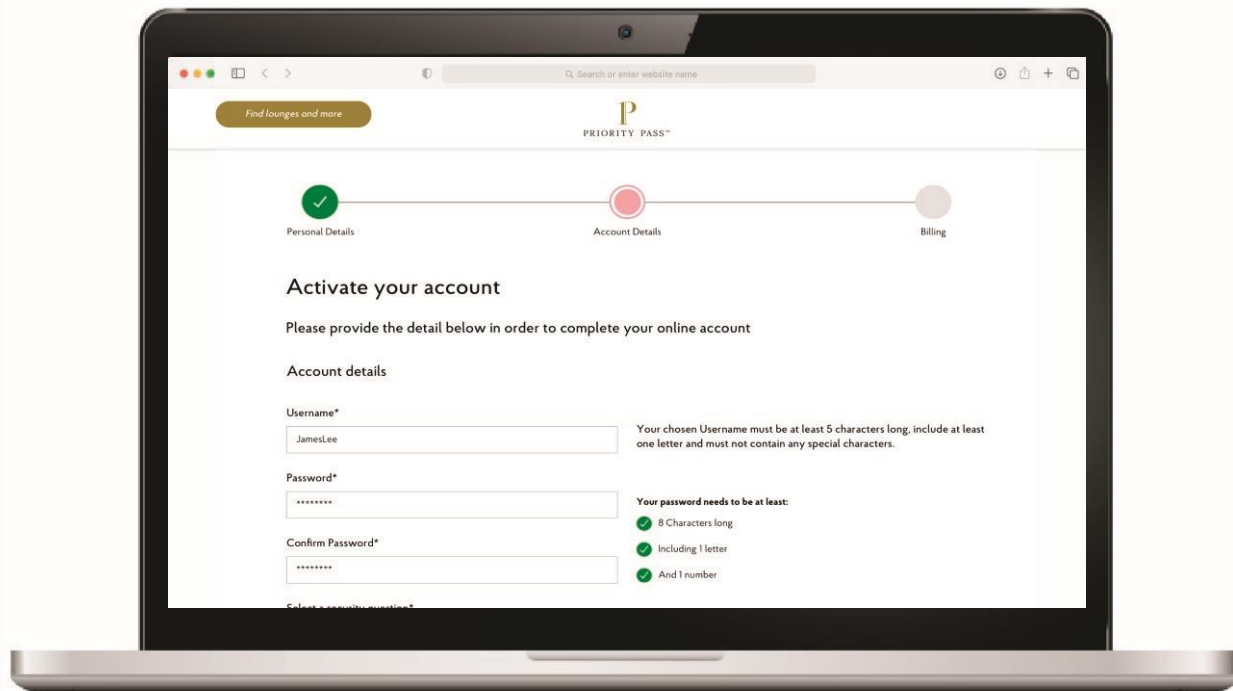 Search or enter website name
Find lounges and more
P
PRIORITY PASS™
Personal Details
Account Details
Billing
Activate your account
Please provide the detail below in order to complete your online account
Account details
Username*
JamesLee
Your chosen Username must be at least 5 characters long, include at least
one letter and must not contain any special characters.
Password*
********
Your password needs to be at least:
8 Characters long
Including 1 letter
And 1 number
Confirm Password*
********
Select a security question*